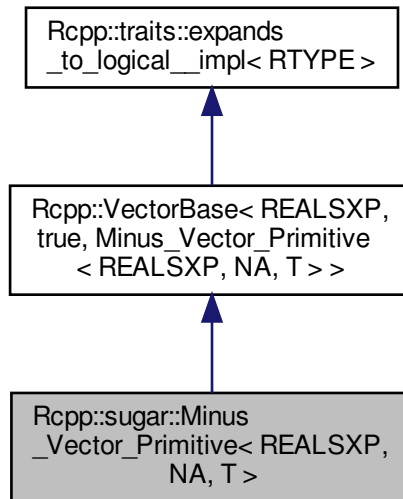 Rcpp::traits::expands
_to_logical__impl< RTYPE >
Rcpp::VectorBase< REALSXP,
true, Minus_Vector_Primitive
< REALSXP, NA, T > >
Rcpp::sugar::Minus
_Vector_Primitive< REALSXP,
NA, T >